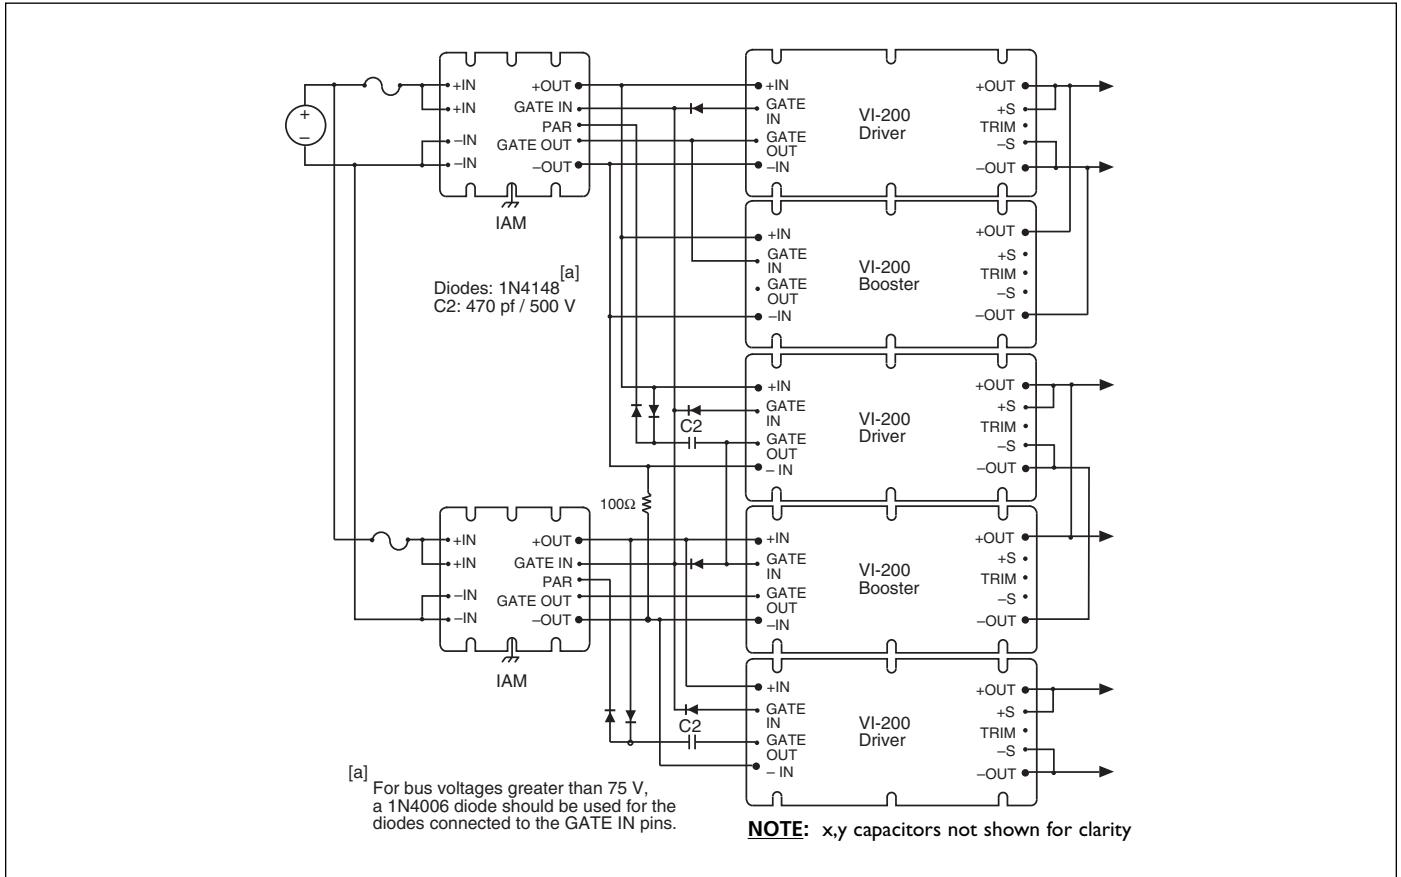 +
–
+IN
+IN
–IN
–IN
+OUT
GATE IN
PAR
GATE OUT
–OUT
IAM
[a]
Diodes: 1N4148
C2: 470 pf / 500 V
+IN
GATE
IN
GATE
OUT
–IN
VI-200
Driver
+OUT
+S
TRIM
–S
–OUT
+IN
GATE
IN
GATE
OUT
–IN
VI-200
Booster
+OUT
+S
TRIM
–S
–OUT
C2
+IN
GATE
IN
GATE
OUT
– IN
VI-200
Driver
+OUT
+S
TRIM
–S
–OUT
100Ω
+IN
+IN
–IN
–IN
+OUT
GATE IN
PAR
GATE OUT
–OUT
IAM
+IN
GATE
IN
GATE
OUT
–IN
VI-200
Booster
+OUT
+S
TRIM
–S
–OUT
C2
+IN
GATE
IN
GATE
OUT
– IN
VI-200
Driver
+OUT
+S
TRIM
–S
–OUT
[a]
For bus voltages greater than 75 V,
a 1N4006 diode should be used for the
diodes connected to the GATE IN pins.
NOTE: x,y capacitors not shown for clarity